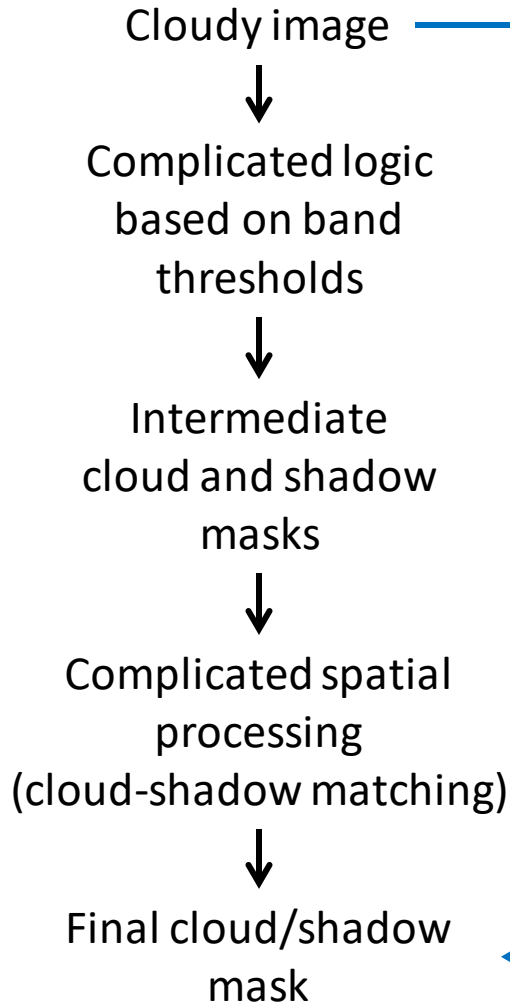 Cloudy image
Complicated logic
based on band
thresholds
Intermediate
cloud and shadow
masks
Complicated spatial
processing
(cloud-shadow matching)
Final cloud/shadow
mask